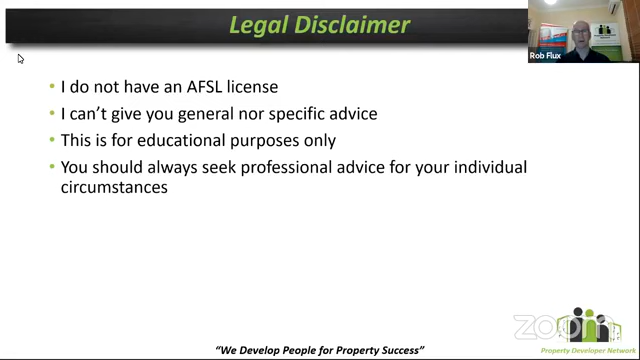 Legal Disclaimer
Rob Flux
• I do not have an AFSL license
• I can’t give you general nor specific advice
• This is for educational purposes only
• You should always seek professional advice for your individual
circumstances
zoom
Property Developer Network
“We Develop People for Property Success”